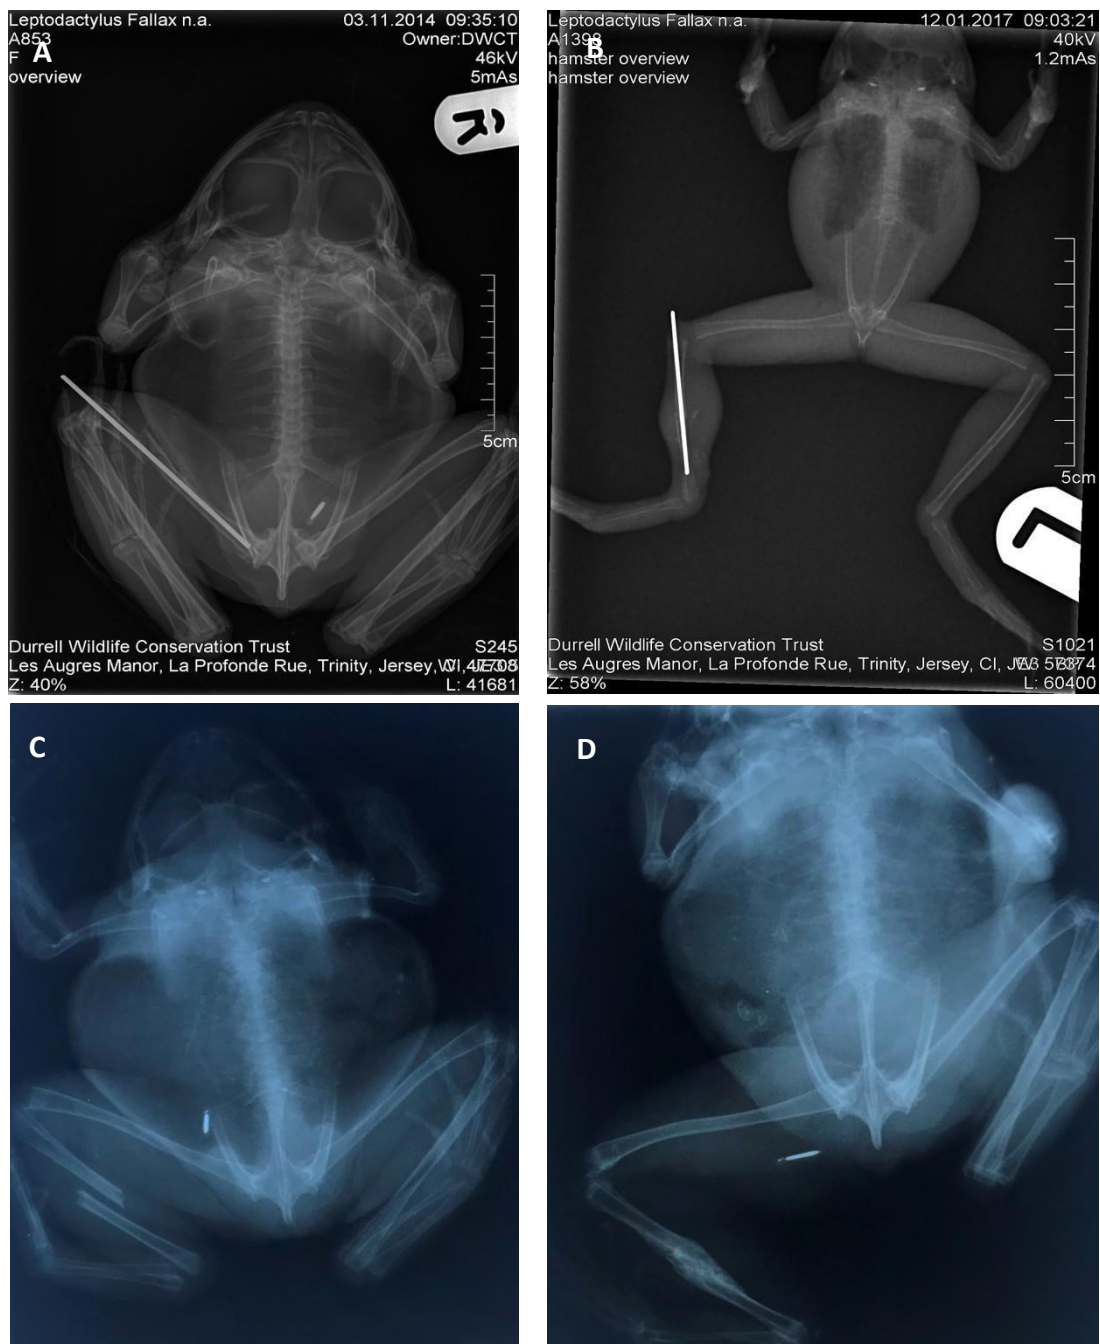 Leptodactylus Fallax n.a. 03.11.2014 09:35:10
A853 Owner:DWCT
A
F 46kV
overview 5mAs
R
5cm
Durrell Wildlife Conservation Trust S245
Les Augres Manor, La Profonde Rue, Trinity, Jersey,
Z: 40% L: 41681
Leptodactylus Fallax n.a. 12.01.2017 09:03:21
A1398 40kV
B
hamster overview 1.2mAs
hamster overview
5cm
L
Durrell Wildlife Conservation Trust S1021
Les Augres Manor, La Profonde Rue, Trinity, Jersey, CI,
Z: 58% L: 60400
C
D